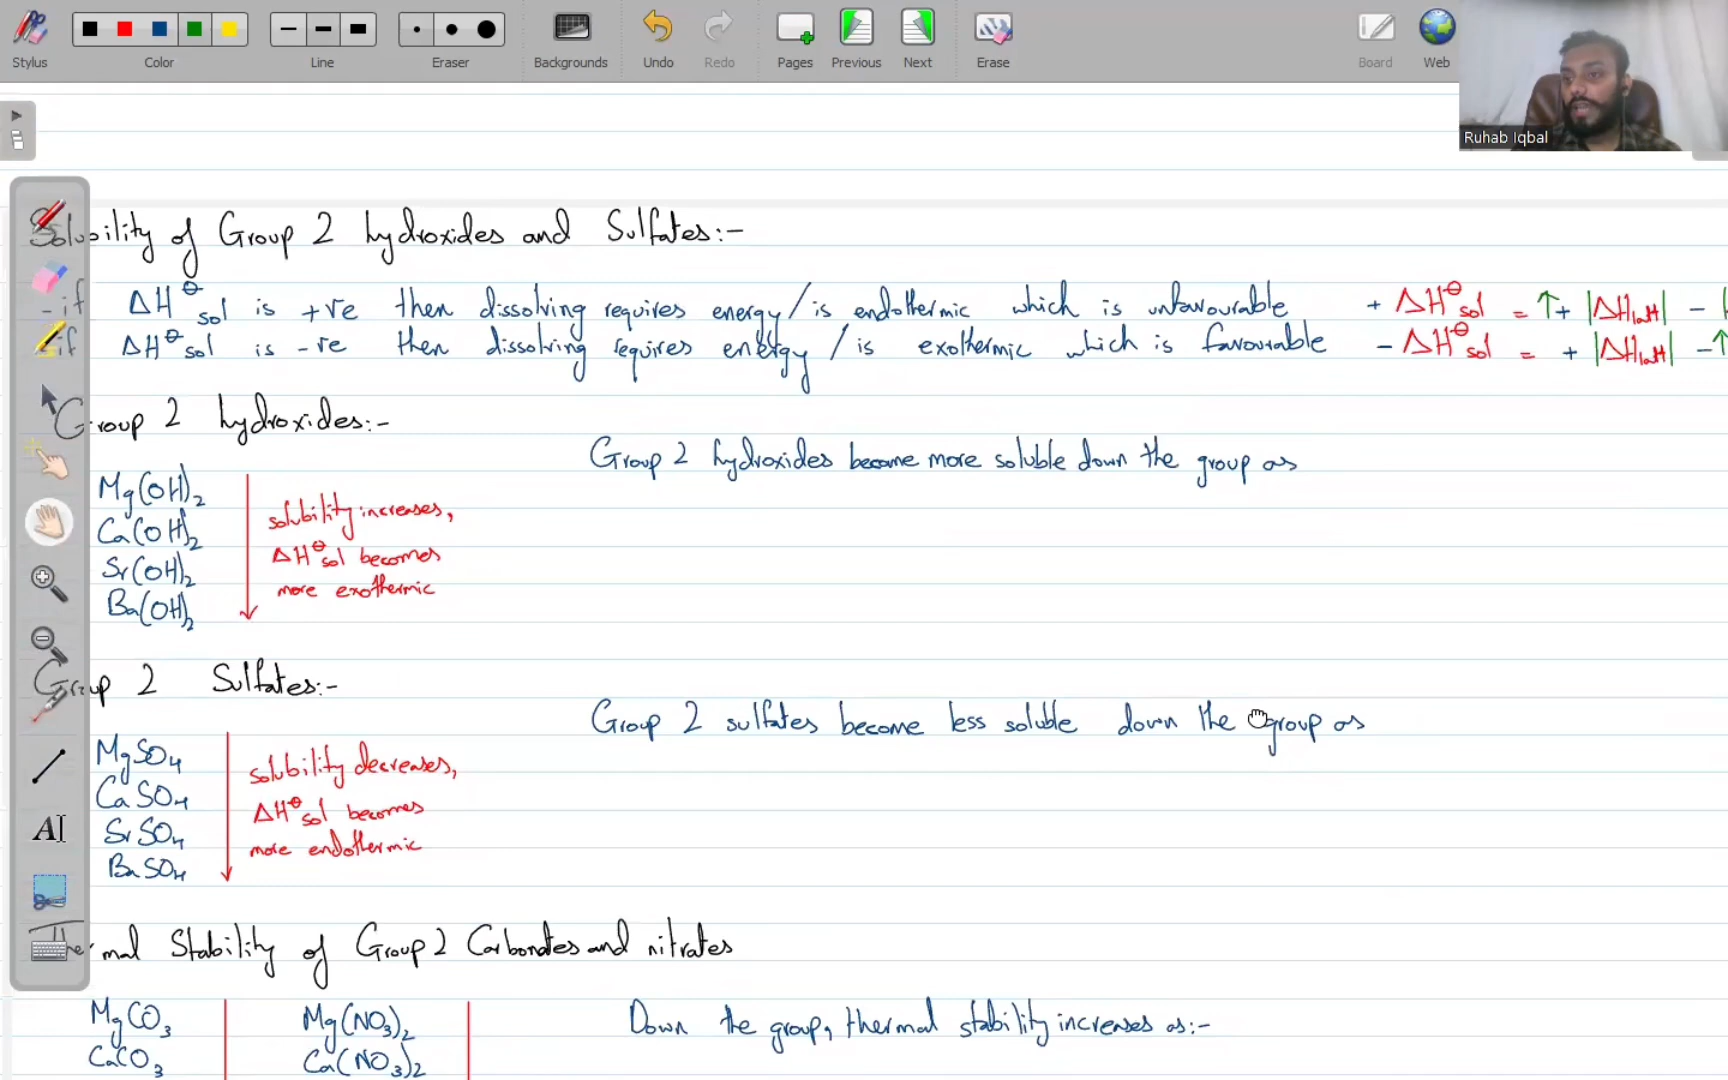 Stylus
Color
Line
Eraser
Backgrounds
Undo
Redo
Pages
Previous
Next
Erase
Board
Web
Ruhab Iqbal
Solubility of Group 2 hydroxides and Sulfates:-
- if ΔH⦵sol is +ve then dissolving requires energy / is endothermic which is unfavourable + ΔH⦵sol = ↑+ |ΔHlatt| -
- if ΔH⦵sol is -ve then dissolving requires energy / is exothermic which is favourable - ΔH⦵sol = + |ΔHlatt| -↑
Group 2 hydroxides:-
Group 2 hydroxides become more soluble down the group as
Mg(OH)2
Ca(OH)2
Sr(OH)2
Ba(OH)2
solubility increases,
ΔH⦵sol becomes
more exothermic
Group 2 Sulfates:-
Group 2 sulfates become less soluble down the group as
MgSO4
CaSO4
SrSO4
BaSO4
solubility decreases,
ΔH⦵sol becomes
more endothermic
AI
Thermal Stability of Group 2 Carbonates and nitrates
MgCO3 Mg(NO3)2 Down the group, thermal stability increases as:-
CaCO3 Ca(NO3)2